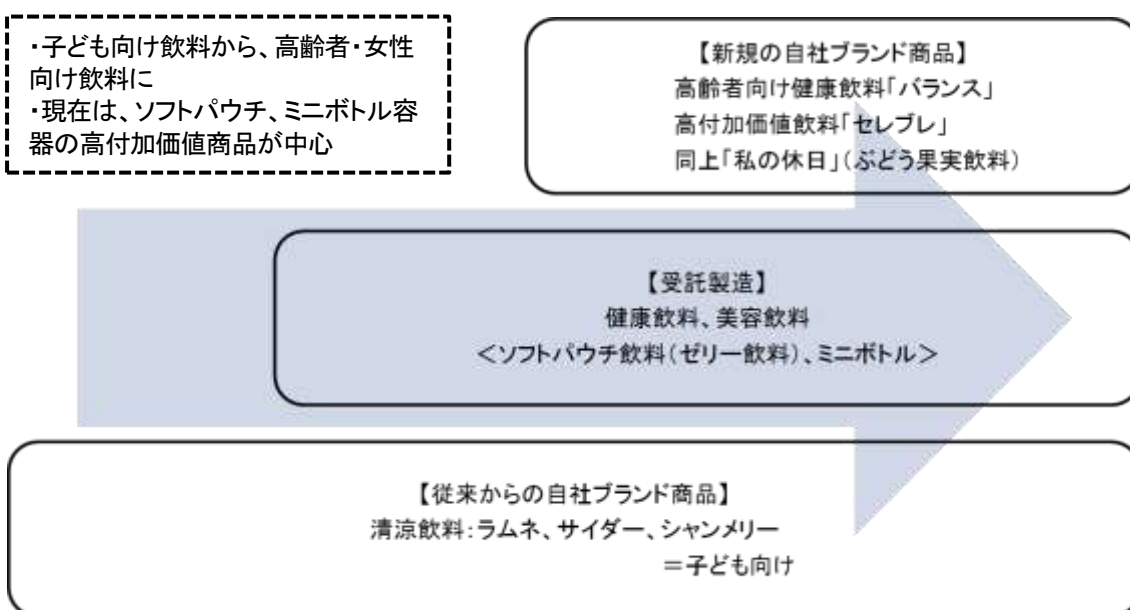 ・子ども向け飲料から、高齢者・女性
向け飲料に
・現在は、ソフトパウチ、ミニボトル容
器の高付加価値商品が中心
【新規の自社ブランド商品】
高齢者向け健康飲料「バランス」
高付加価値飲料「セレブレ」
同上「私の休日」（ぶどう果実飲料）
【受託製造】
健康飲料、美容飲料
＜ソフトパウチ飲料（ゼリー飲料）、ミニボトル＞
【従来からの自社ブランド商品】
清涼飲料：ラムネ、サイダー、シャンメリー
＝子ども向け